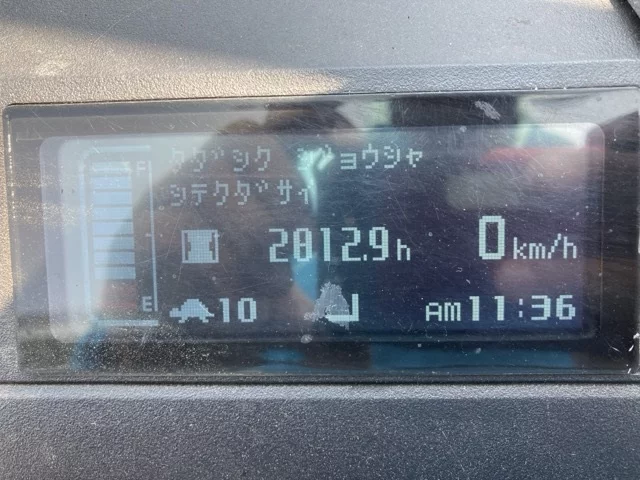 F タダシク ジョウシャ
シテクダサイ
2812.9h 0km/h
E 10 AM11:36